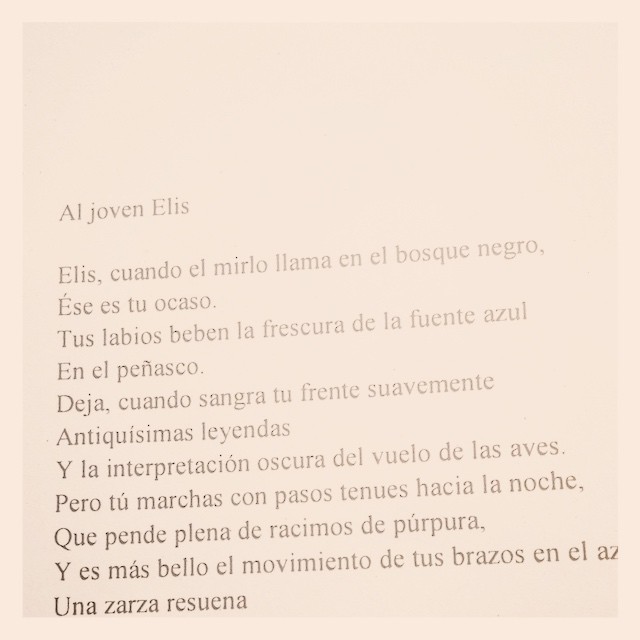 Al joven Elis
Elis, cuando el mirlo llama en el bosque negro,
Ése es tu ocaso.
Tus labios beben la frescura de la fuente azul
En el peñasco.
Deja, cuando sangra tu frente suavemente
Antiquísimas leyendas
Y la interpretación oscura del vuelo de las aves.
Pero tú marchas con pasos tenues hacia la noche,
Que pende plena de racimos de púrpura,
Y es más bello el movimiento de tus brazos en el
Una zarza resuena